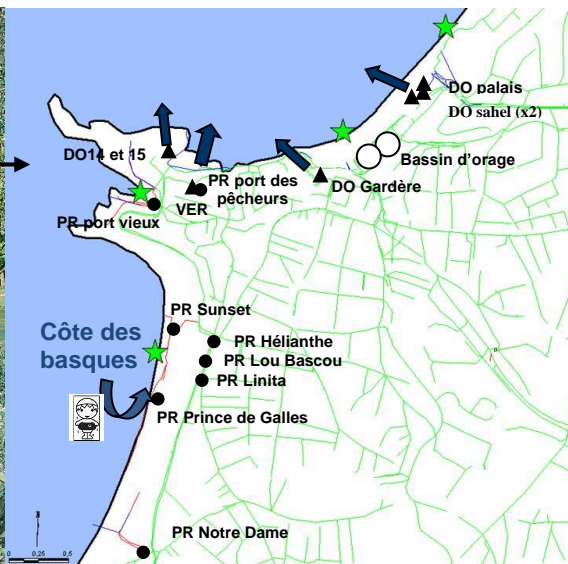 DO palais
DO sahel (x2)
DO14 et 15
Bassin d'orage
PR port des
pêcheurs
DO Gardère
VER
PR port vieux
PR Sunset
Côte des
basques
PR Hélianthe
PR Lou Bascou
PR Linita
PR Prince de Galles
PR Notre Dame
0 0,25 0,5